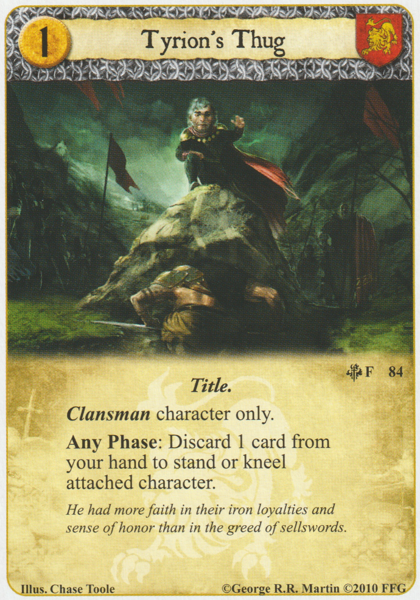 1
Tyrion's Thug
F 84
Title.
Clansman character only.
Any Phase: Discard 1 card from
your hand to stand or kneel
attached character.
He had more faith in their iron loyalties and
sense of honor than in the greed of sellswords.
Illus. Chase Toole ©George R.R. Martin ©2010 FFG